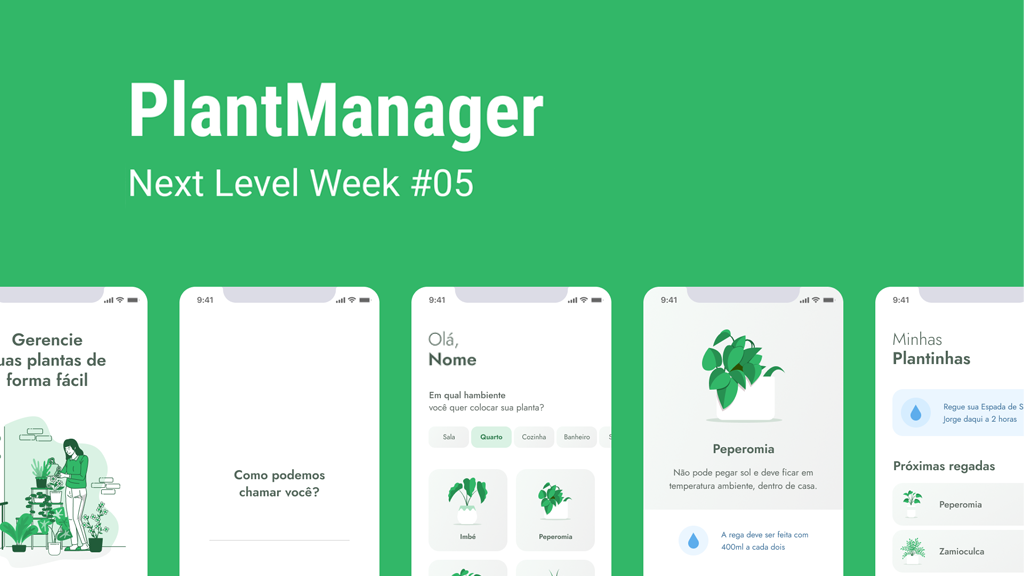 PlantManager
Next Level Week #05
Gerencie
uas plantas de
forma fácil
9:41
Como podemos
chamar você?
9:41
Olá,
Nome
Em qual hambiente
você quer colocar sua planta?
Sala
Quarto
Cozinha
Banheiro
Imbé
Peperomia
9:41
Peperomia
Não pode pegar sol e deve ficar em
temperatura ambiente, dentro de casa.
A rega deve ser feita com
400ml a cada dois
9:41
Minhas
Plantinhas
Regue sua Espada de S
Jorge daqui a 2 horas
Próximas regadas
Peperomia
Zamioculca